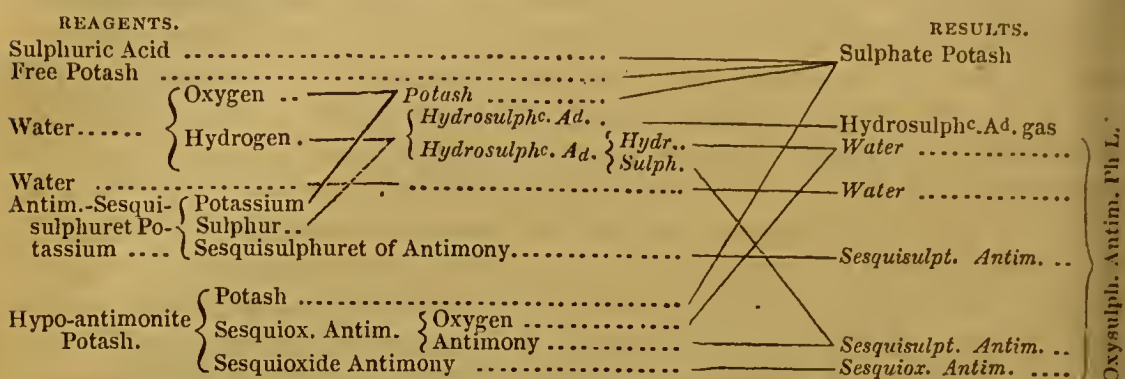 REAGENTS. RESULTS.
Sulphuric Acid Sulphate Potash
Free Potash
Oxygen .. Potash
Water...... Hydrogen . Hydrosulphc. Ad. . Hydrosulphc. Ad. gas
Hydrosulphc. Ad. Hydr.. Water
Sulph.
Water Water
Antim.-Sesqui- Potassium
sulphuret Po- Sulphur..
tassium .... Sesquisulphuret of Antimony Sesquisulpt. Antim. ..
Potash
Hypo-antimonite Sesquiox. Antim. Oxygen
Potash. Antimony Sesquisulpt. Antim. ..
Sesquioxide Antimony Sesquiox. Antim. ....
Oxysulph. Antim. Ph L.